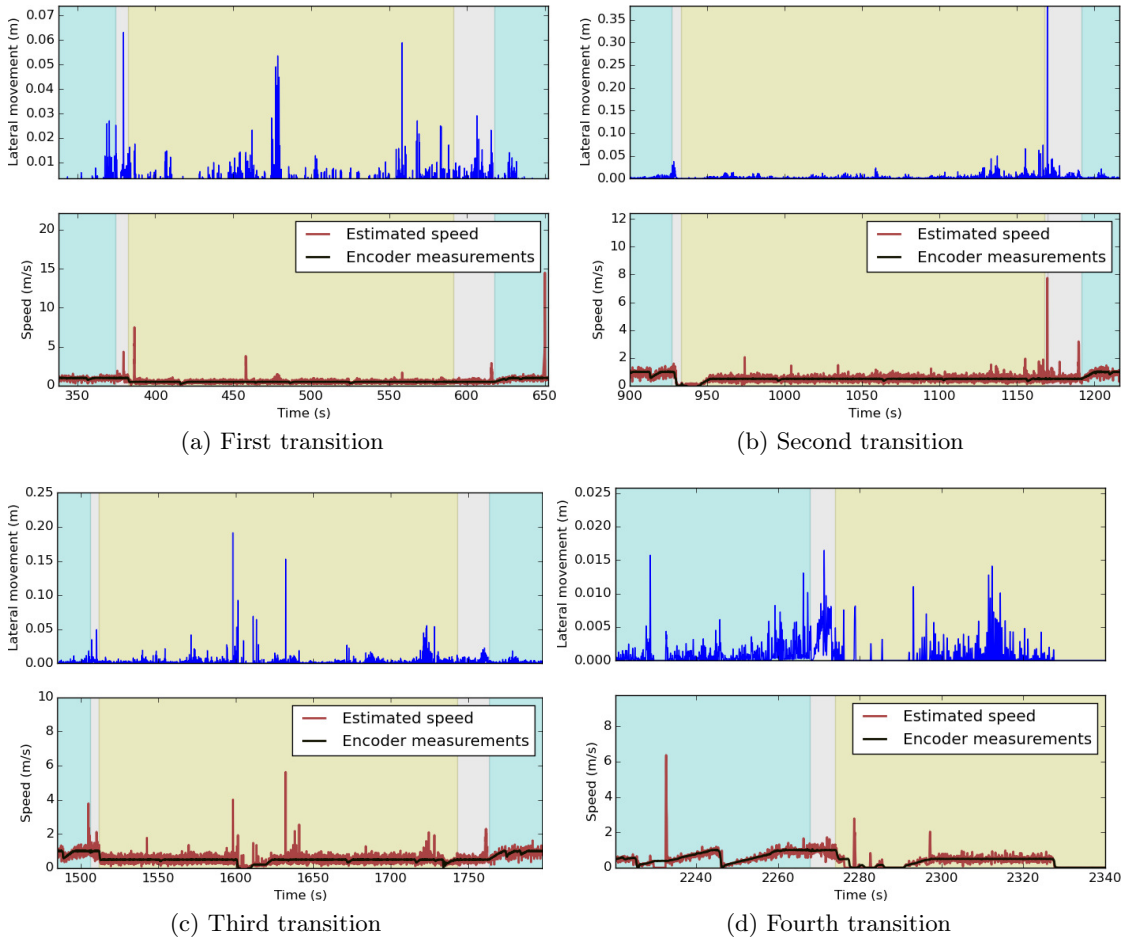 0.07
0.06
0.05
0.04
0.03
0.02
0.01
Lateral movement (m)
20
15
10
5
0
Speed (m/s)
Estimated speed
Encoder measurements
350 400 450 500 550 600 650
Time (s)
(a) First transition
0.35
0.30
0.25
0.20
0.15
0.10
0.05
0.00
Lateral movement (m)
12
10
8
6
4
2
0
Speed (m/s)
Estimated speed
Encoder measurements
900 950 1000 1050 1100 1150 1200
Time (s)
(b) Second transition
0.25
0.20
0.15
0.10
0.05
0.00
Lateral movement (m)
10
8
6
4
2
0
Speed (m/s)
Estimated speed
Encoder measurements
1500 1550 1600 1650 1700 1750
Time (s)
(c) Third transition
0.025
0.020
0.015
0.010
0.005
0.000
Lateral movement (m)
8
6
4
2
0
Speed (m/s)
Estimated speed
Encoder measurements
2240 2260 2280 2300 2320 2340
Time (s)
(d) Fourth transition